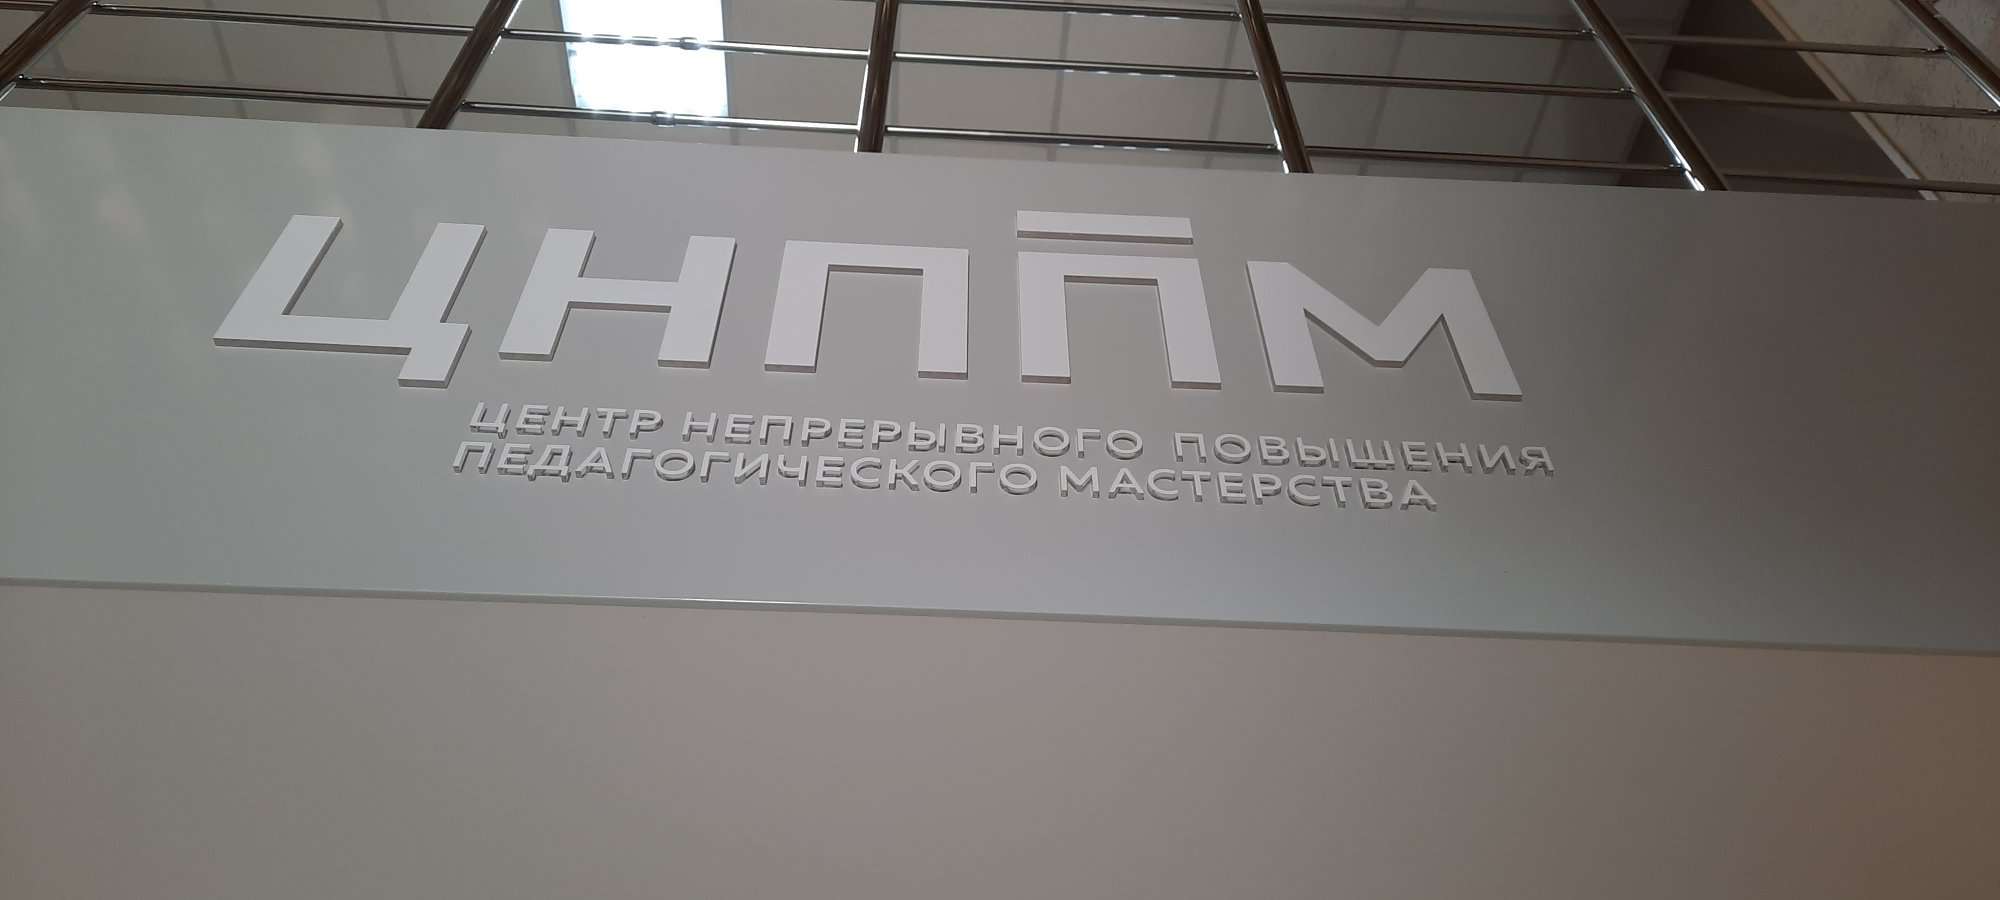 ЦНППМ
ЦЕНТР НЕПРЕРЫВНОГО ПОВЫШЕНИЯ
ПЕДАГОГИЧЕСКОГО МАСТЕРСТВА